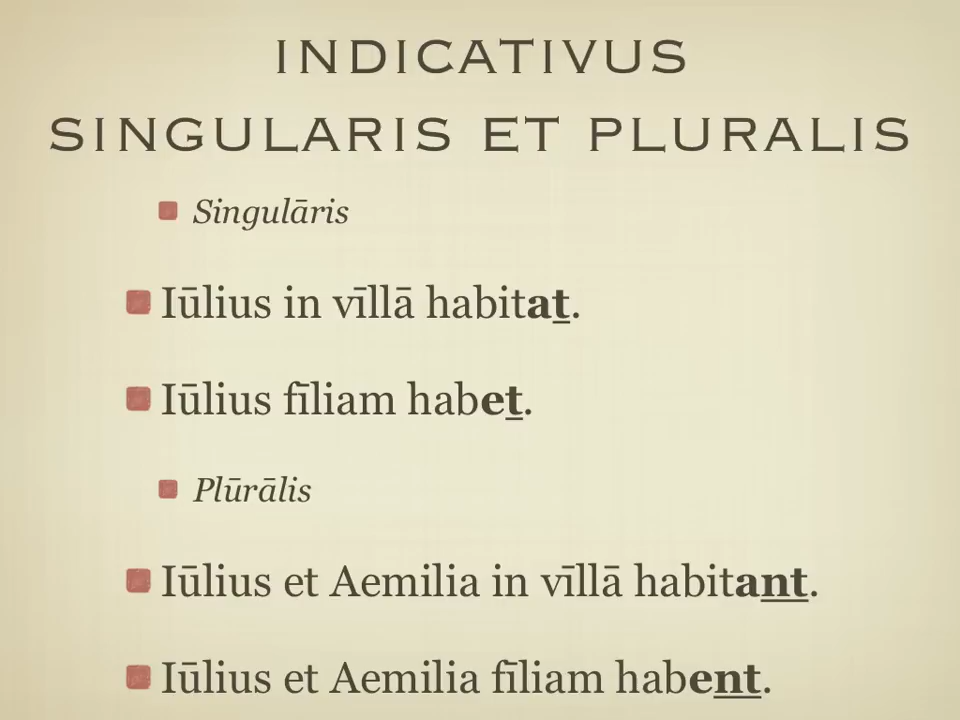 INDICATIVUS
SINGULARIS ET PLURALIS
Singulāris
Iūlius in vīllā habitat.
Iūlius fīliam habet.
Plūrālis
Iūlius et Aemilia in vīllā habitant.
Iūlius et Aemilia fīliam habent.